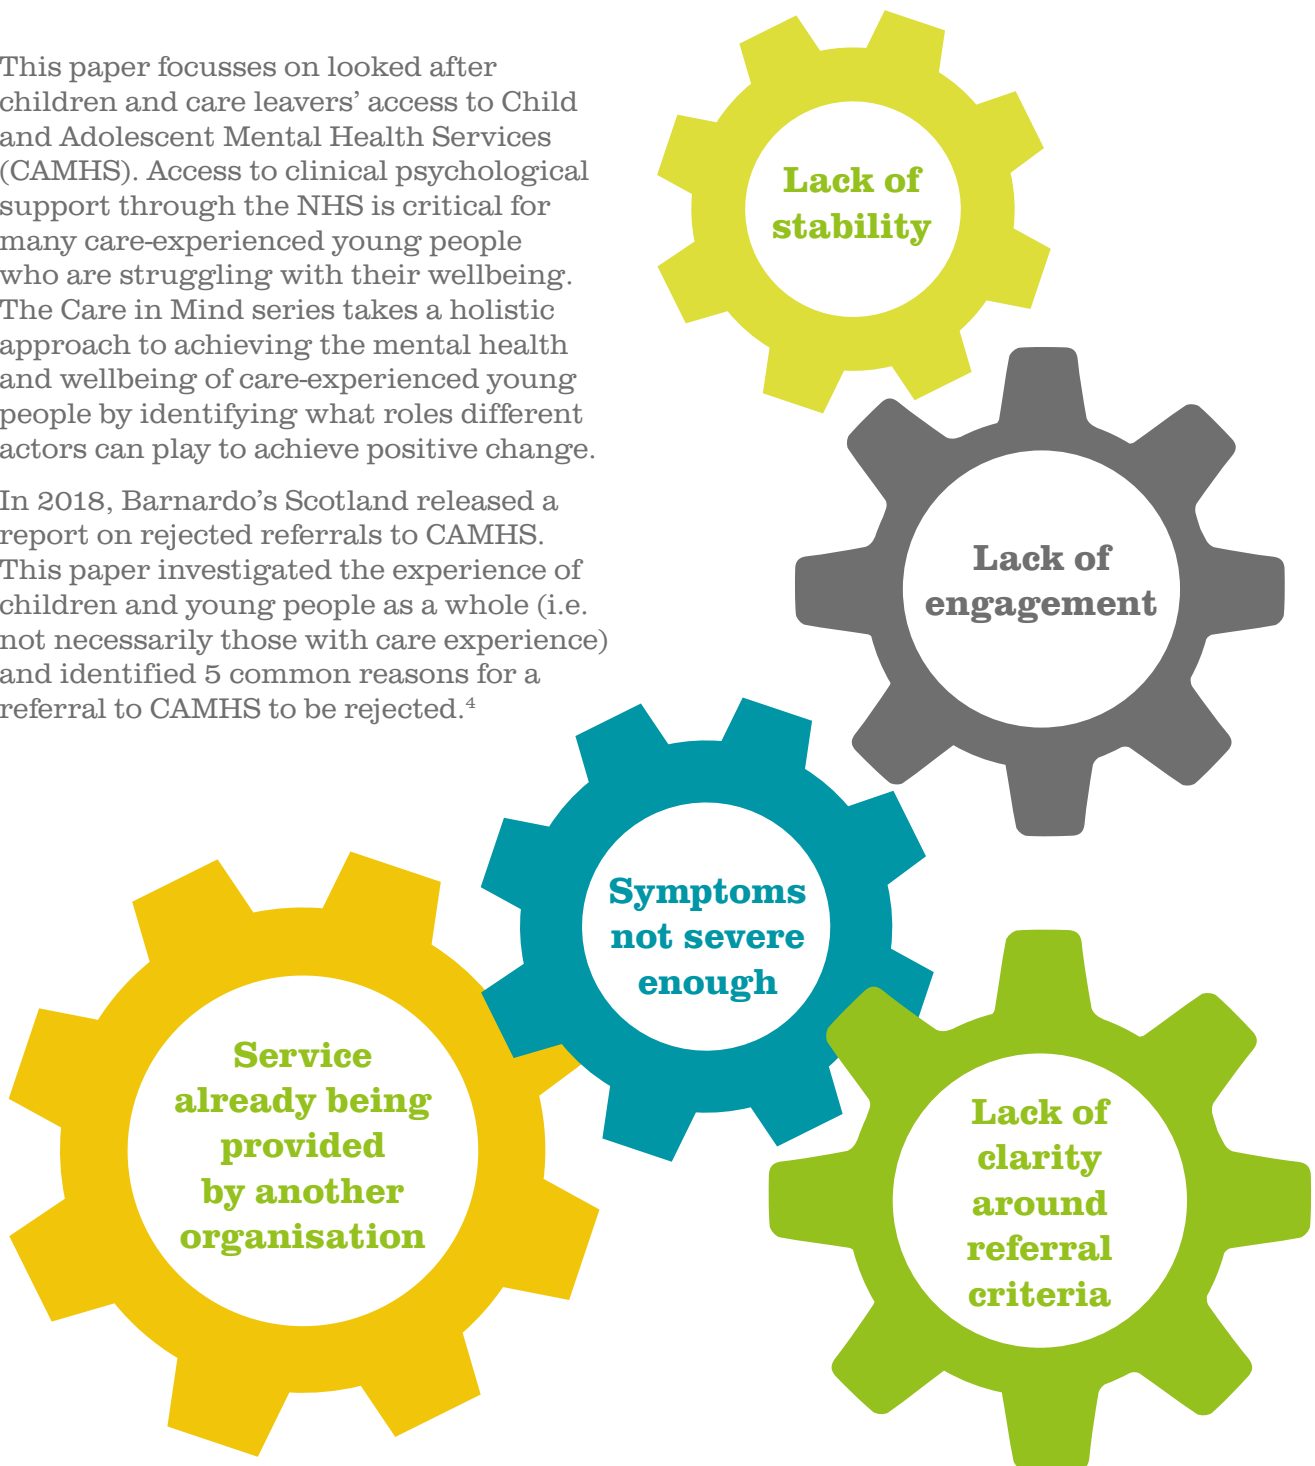 This paper focusses on looked after
children and care leavers’ access to Child
and Adolescent Mental Health Services
(CAMHS). Access to clinical psychological
support through the NHS is critical for
many care-experienced young people
who are struggling with their wellbeing.
The Care in Mind series takes a holistic
approach to achieving the mental health
and wellbeing of care-experienced young
people by identifying what roles different
actors can play to achieve positive change.
In 2018, Barnardo’s Scotland released a
report on rejected referrals to CAMHS.
This paper investigated the experience of
children and young people as a whole (i.e.
not necessarily those with care experience)
and identified 5 common reasons for a
referral to CAMHS to be rejected.⁴
Lack of
stability
Lack of
engagement
Symptoms
not severe
enough
Service
already being
provided
by another
organisation
Lack of
clarity
around
referral
criteria